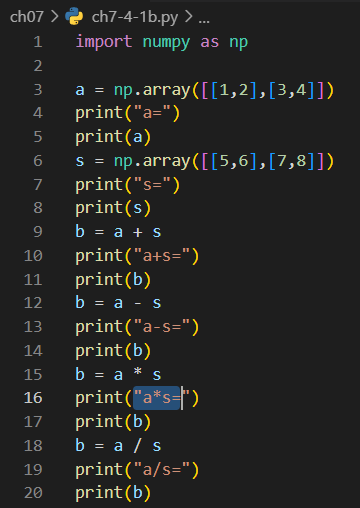 ch07 > ch7-4-1b.py > ...
1 import numpy as np
2
3 a = np.array([[1,2],[3,4]])
4 print("a=")
5 print(a)
6 s = np.array([[5,6],[7,8]])
7 print("s=")
8 print(s)
9 b = a + s
10 print("a+s=")
11 print(b)
12 b = a - s
13 print("a-s=")
14 print(b)
15 b = a * s
16 print("a*s=")
17 print(b)
18 b = a / s
19 print("a/s=")
20 print(b)